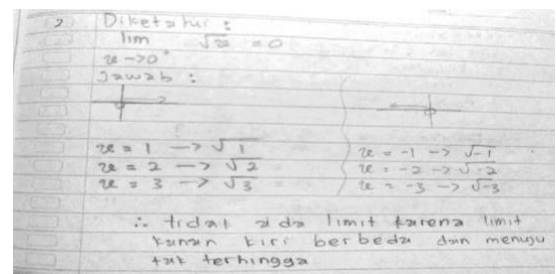 2 Diketahui :
lim √x = 0
x → 0⁺
Jawab :
x = 1 → √1
x = 2 → √2
x = 3 → √3
x = -1 → √-1
x = -2 → √-2
x = -3 → √-3
∴ tidak ada limit karena limit
kanan kiri berbeda dan menuju
tak terhingga